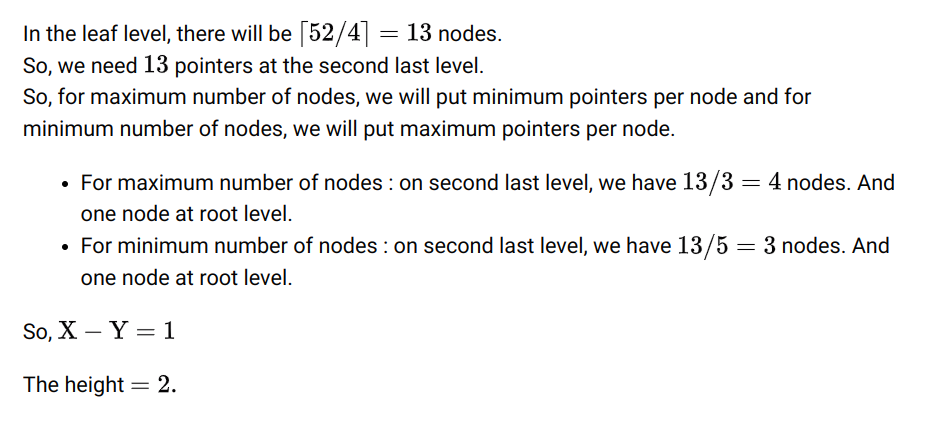 In the leaf level, there will be ⌈52/4⌉ = 13 nodes.
So, we need 13 pointers at the second last level.
So, for maximum number of nodes, we will put minimum pointers per node and for
minimum number of nodes, we will put maximum pointers per node.
• For maximum number of nodes : on second last level, we have 13/3 = 4 nodes. And
one node at root level.
• For minimum number of nodes : on second last level, we have 13/5 = 3 nodes. And
one node at root level.
So, X − Y = 1
The height = 2.